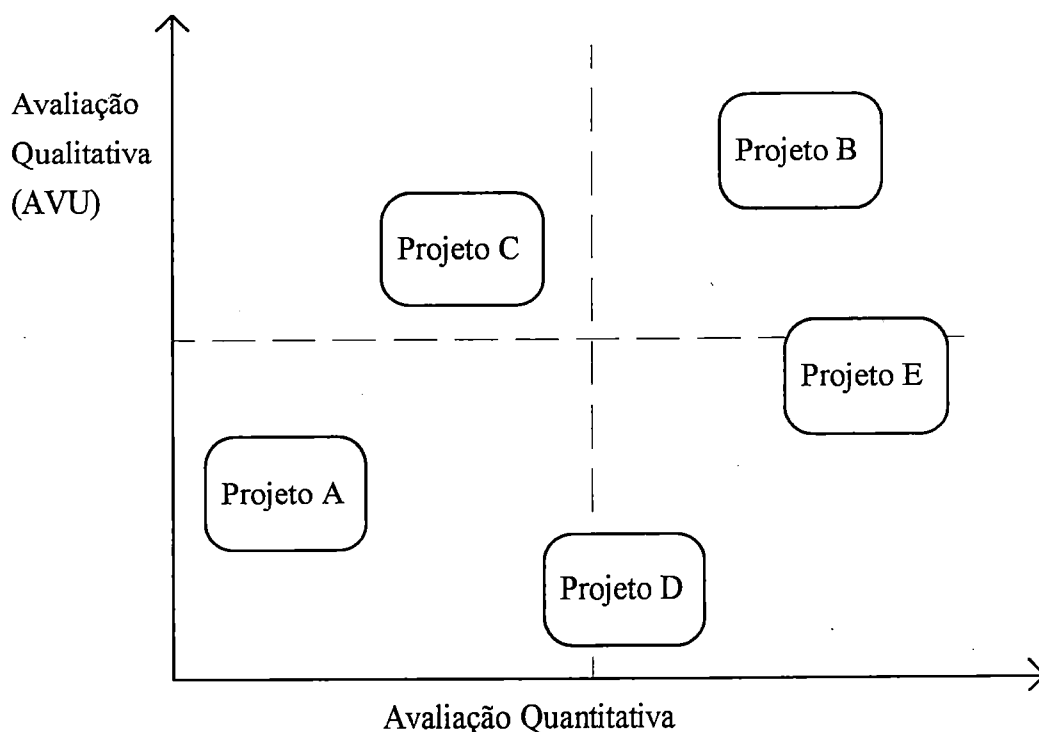 Avaliação
Qualitativa
(AVU)
Projeto B
Projeto C
Projeto E
Projeto A
Projeto D
Avaliação Quantitativa